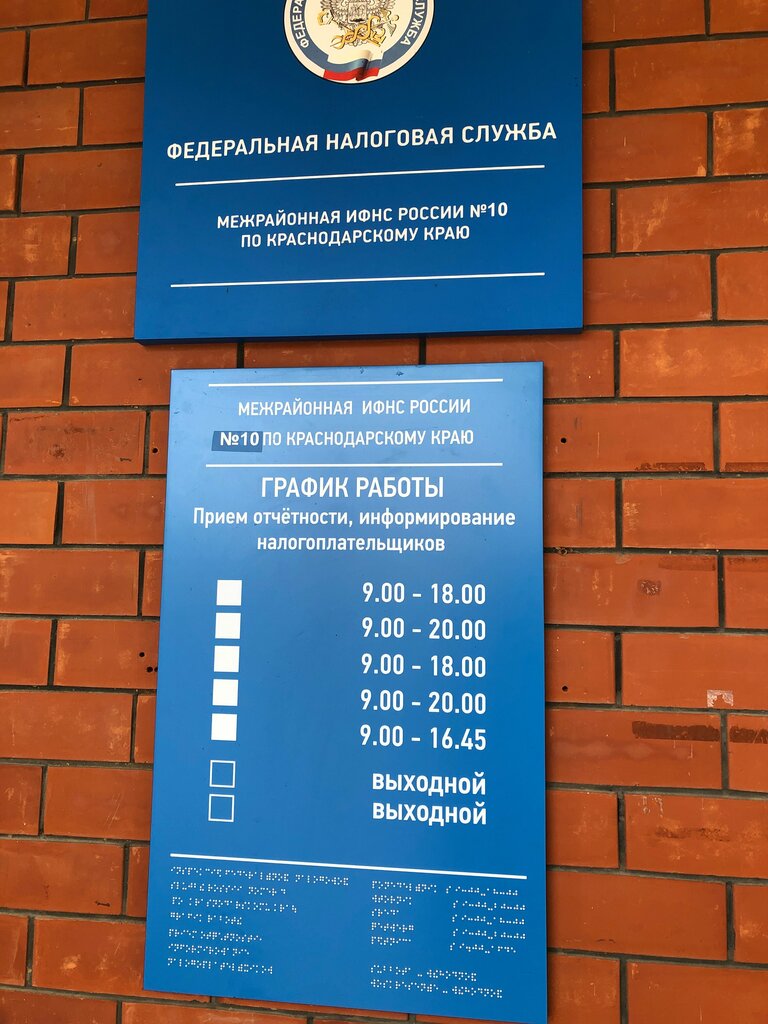 СЛУЖБА
ФЕДЕРАЛЬНАЯ НАЛОГОВАЯ СЛУЖБА
МЕЖРАЙОННАЯ ИФНС РОССИИ №10
ПО КРАСНОДАРСКОМУ КРАЮ
МЕЖРАЙОННАЯ ИФНС РОССИИ
№10 ПО КРАСНОДАРСКОМУ КРАЮ
ГРАФИК РАБОТЫ
Прием отчётности, информирование
налогоплательщиков
9.00 - 18.00
9.00 - 20.00
9.00 - 18.00
9.00 - 20.00
9.00 - 16.45
выходной
выходной